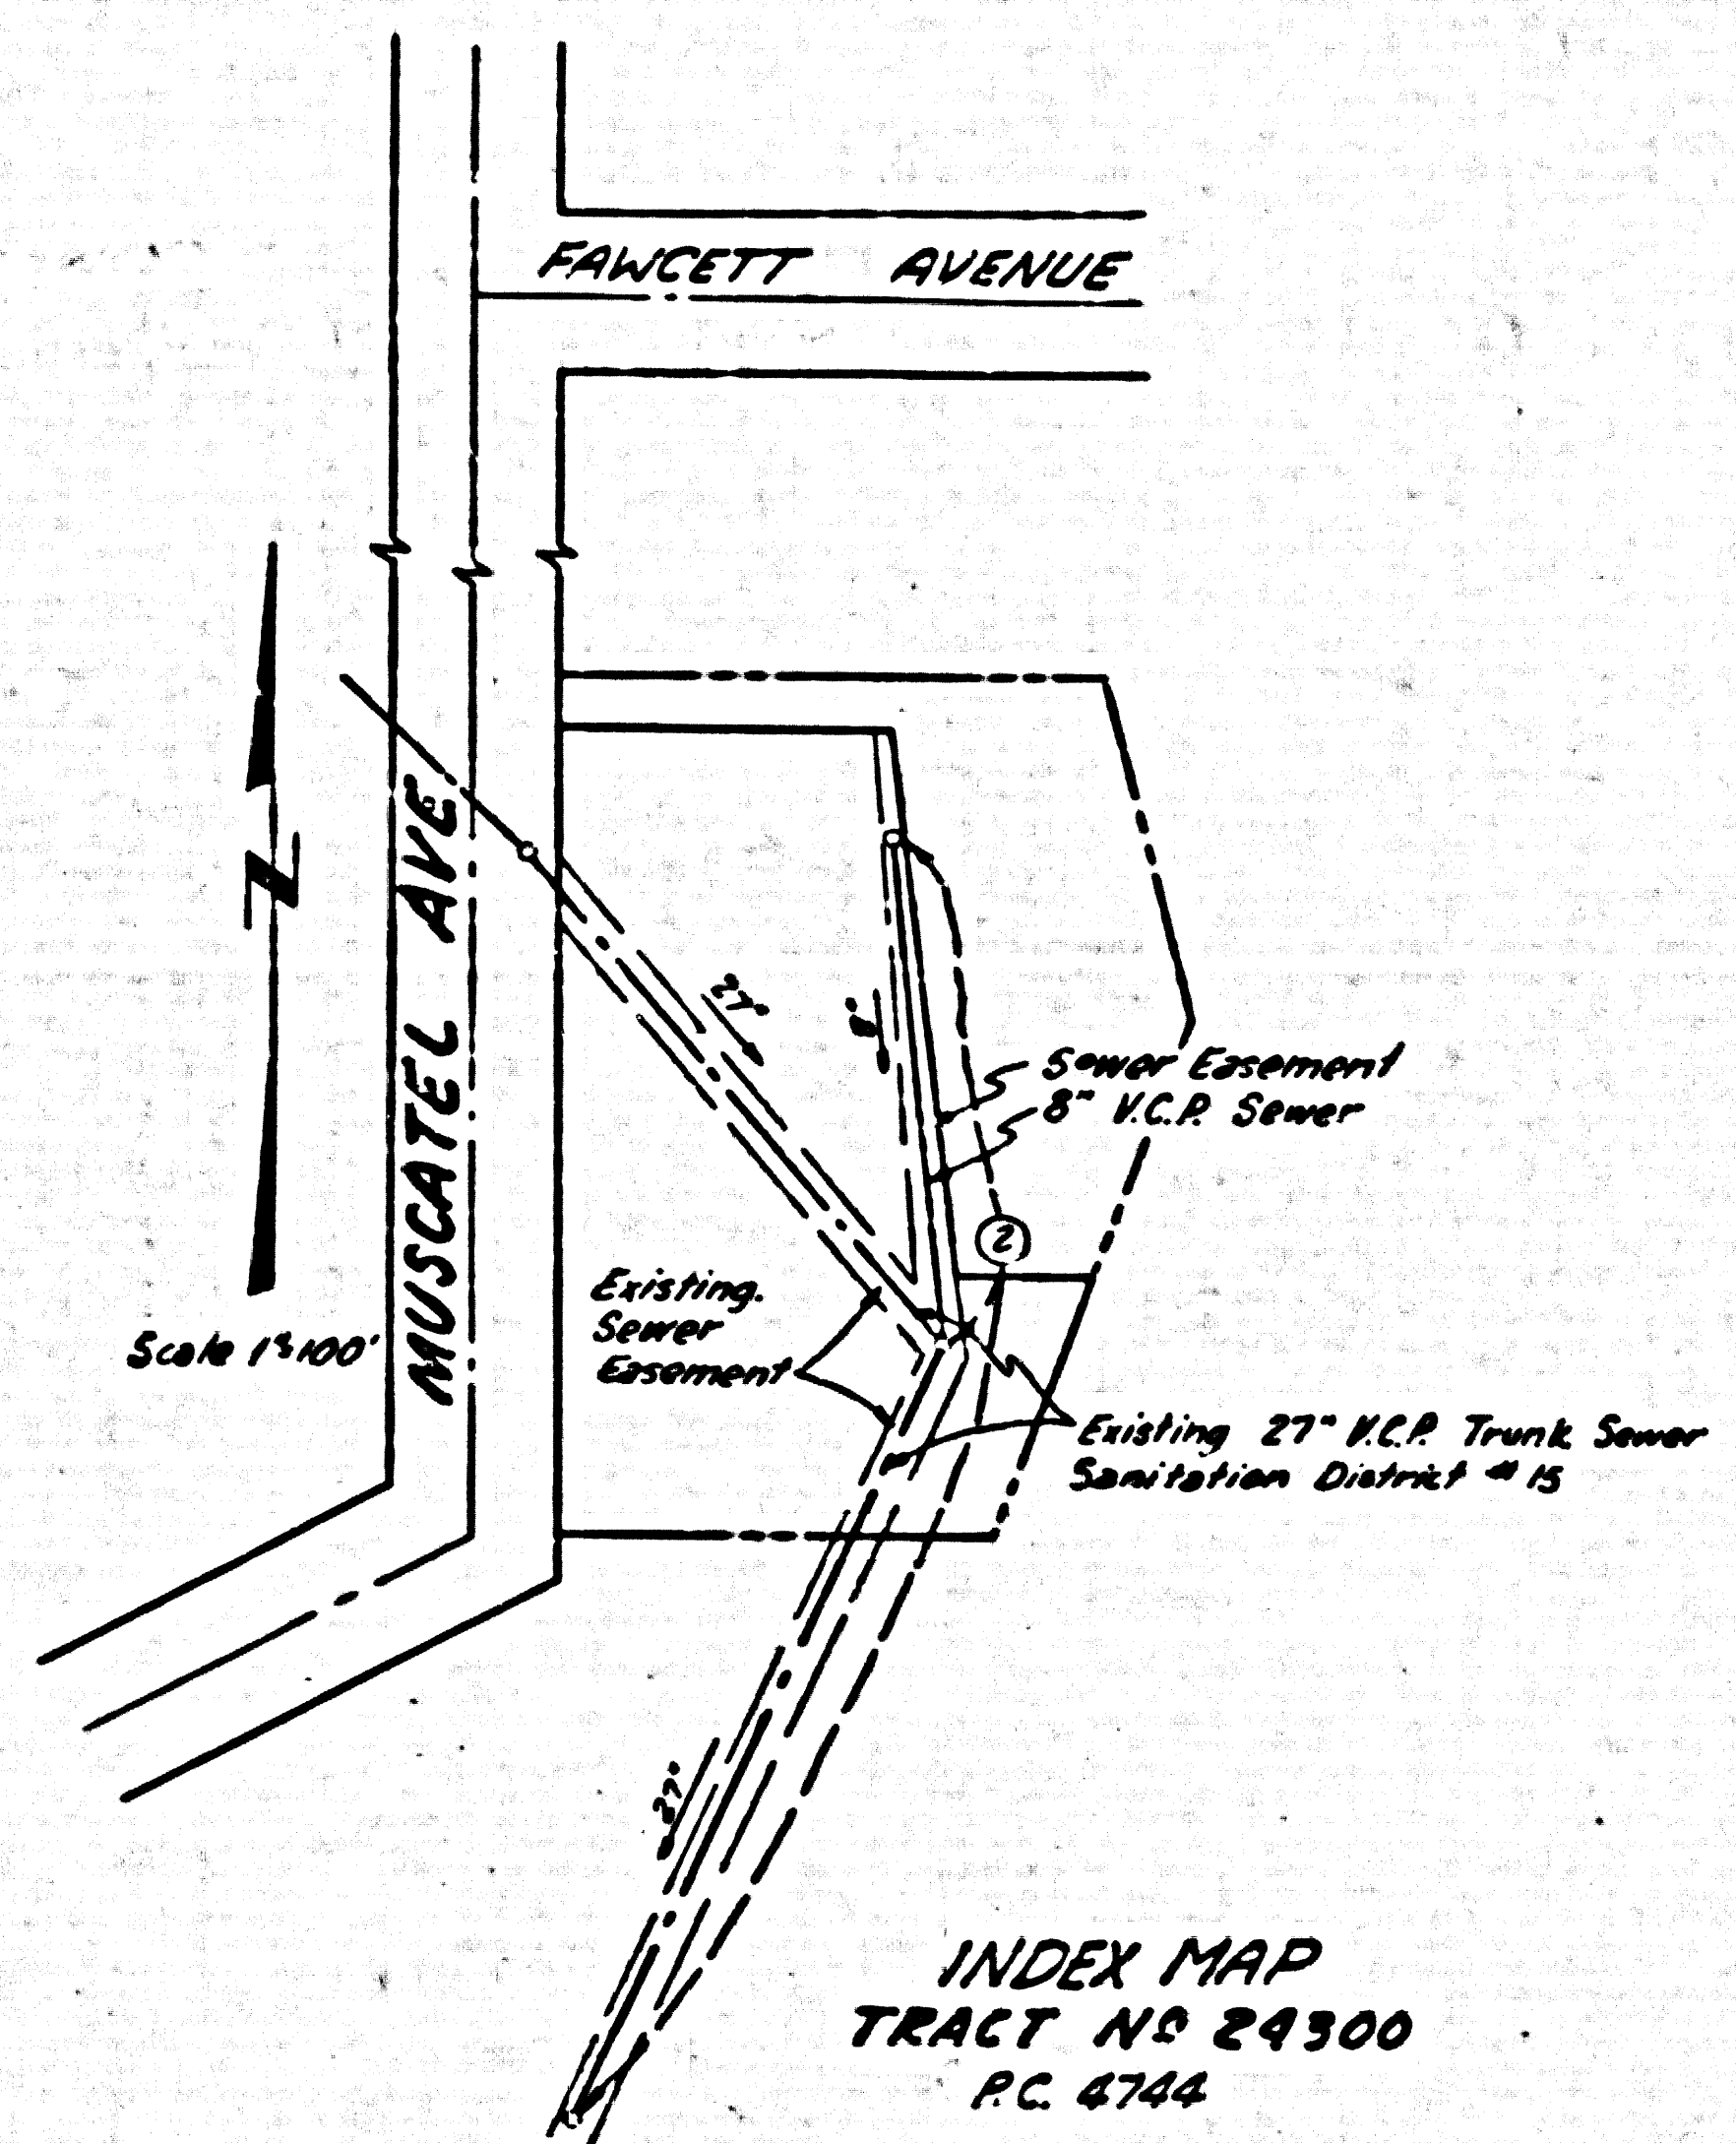 FAWCETT AVENUE
MUSCATEL AVE.
N
27"
8"
Sewer Easement
8" V.C.P. Sewer
2
Existing
Sewer
Easement
Scale 1"=100'
Existing 27" V.C.P. Trunk Sewer
Sanitation District # 15
27"
INDEX MAP
TRACT Nº 24300
P.C. 4744